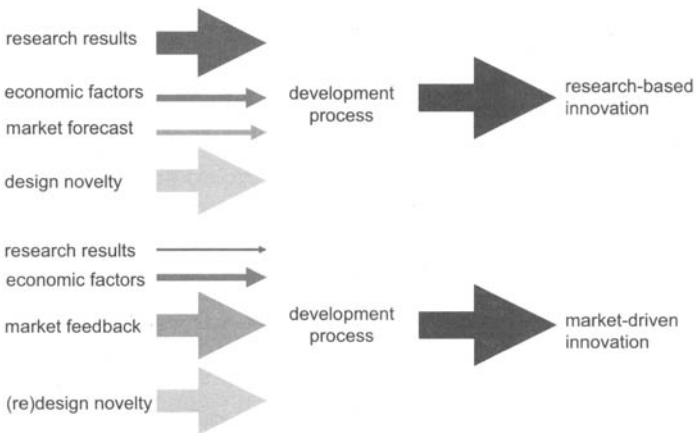 research results
economic factors
market forecast
design novelty
development
process
research-based
innovation
research results
economic factors
market feedback
(re)design novelty
development
process
market-driven
innovation